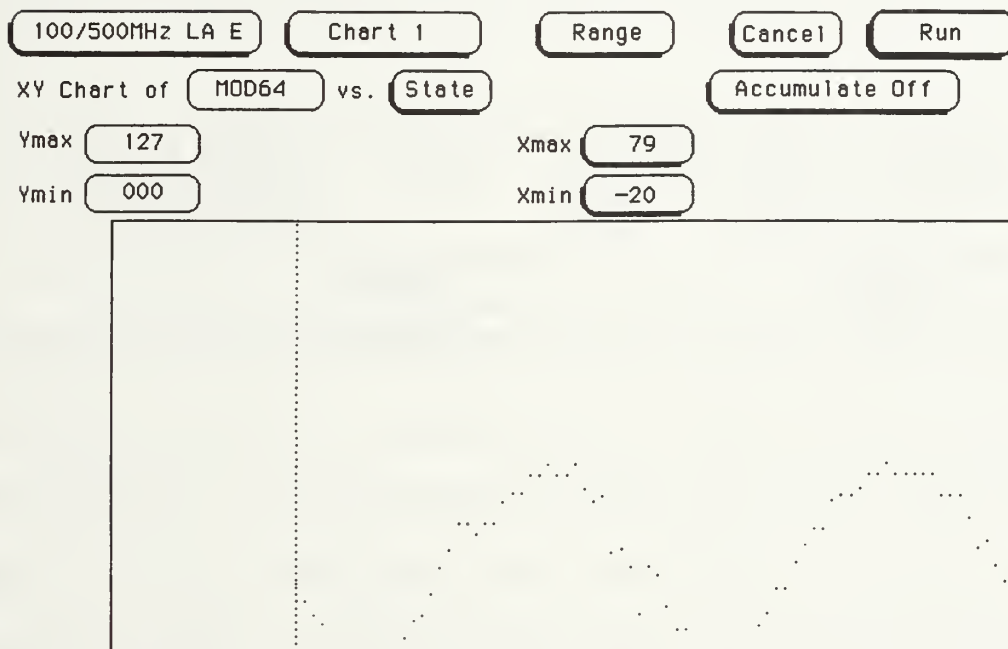 100/500MHz LA E Chart 1 Range Cancel Run
XY Chart of MOD64 vs. State Accumulate Off
Ymax 127 Xmax 79
Ymin 000 Xmin -20